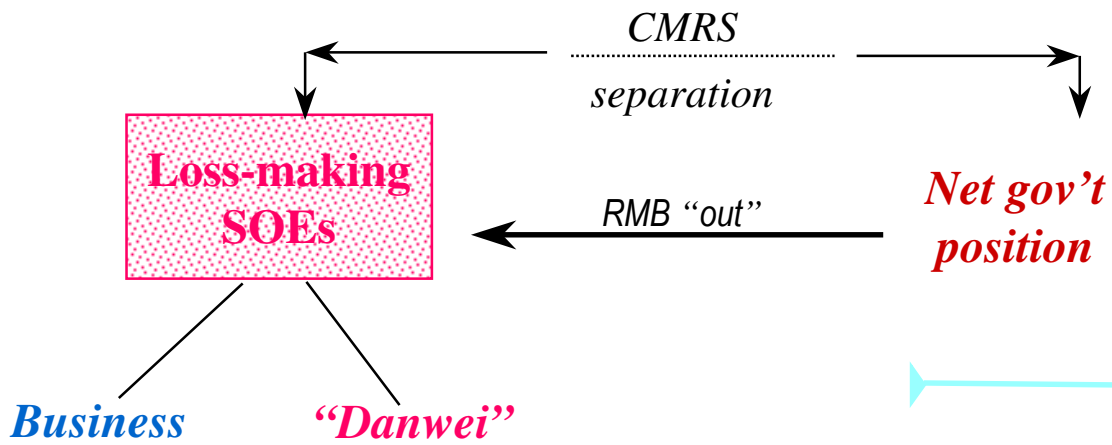 CMRS
separation
Loss-making
SOEs
RMB “out”
Net gov’t
position
Business
“Danwei”